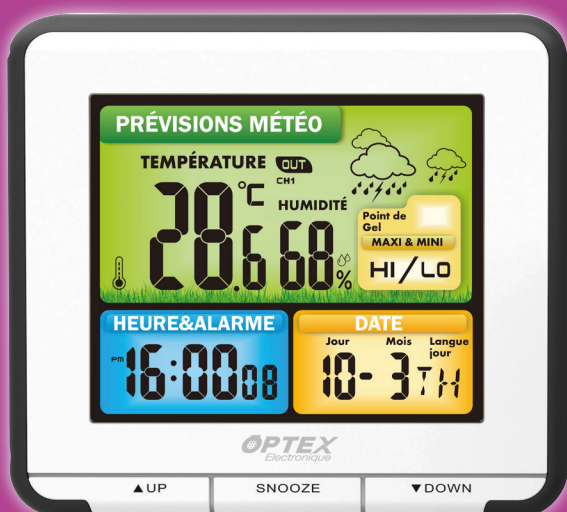 PRÉVISIONS MÉTÉO
TEMPÉRATURE OUT
CH1
28.6 °C
HUMIDITÉ
68 %
Point de
Gel
MAXI & MINI
HI/LO
HEURE&ALARME
PM 16:00 08
DATE
Jour Mois Langue
jour
10- 3 TH
OPTEX
Electronique
▲UP SNOOZE ▼DOWN